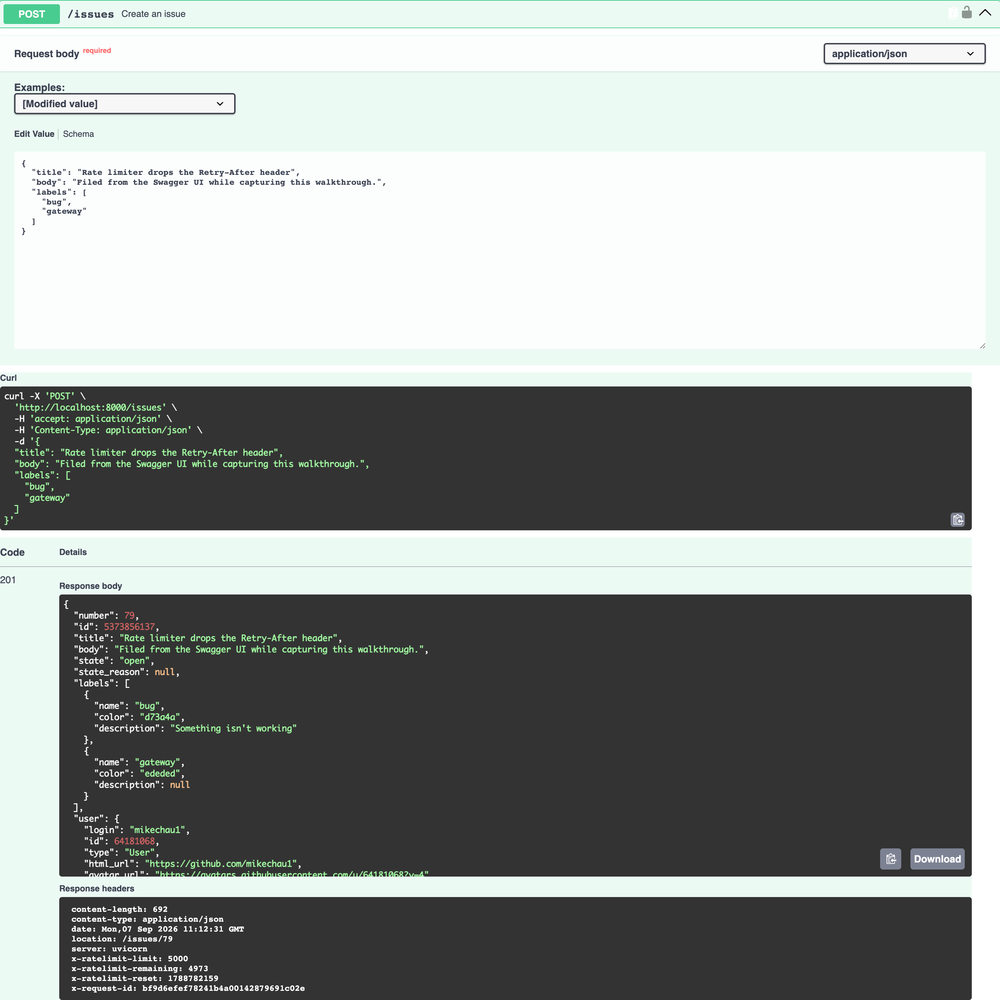 POST /issues Create an issue
Request body required
application/json
Examples:
[Modified value]
Edit Value Schema
{
  "title": "Rate limiter drops the Retry-After header",
  "body": "Filed from the Swagger UI while capturing this walkthrough.",
  "labels": [
    "bug",
    "gateway"
  ]
}
Curl
curl -X 'POST' \
  'http://localhost:8000/issues' \
  -H 'accept: application/json' \
  -H 'Content-Type: application/json' \
  -d '{
  "title": "Rate limiter drops the Retry-After header",
  "body": "Filed from the Swagger UI while capturing this walkthrough.",
  "labels": [
    "bug",
    "gateway"
  ]
}'
Code Details
201
Response body
{
  "number": 79,
  "id": 5373856137,
  "title": "Rate limiter drops the Retry-After header",
  "body": "Filed from the Swagger UI while capturing this walkthrough.",
  "state": "open",
  "state_reason": null,
  "labels": [
    {
      "name": "bug",
      "color": "d73a4a",
      "description": "Something isn't working"
    },
    {
      "name": "gateway",
      "color": "ededed",
      "description": null
    }
  ],
  "user": {
    "login": "mikechau1",
    "id": 64181068,
    "type": "User",
    "html_url": "https://github.com/mikechau1",
    "avatar_url": "https://avatars.githubusercontent.com/u/64181068?v=4"
Download
Response headers
content-length: 692
content-type: application/json
date: Mon,07 Sep 2026 11:12:31 GMT
location: /issues/79
server: uvicorn
x-ratelimit-limit: 5000
x-ratelimit-remaining: 4973
x-ratelimit-reset: 1788782159
x-request-id: bf9d6efef78241b4a00142879691c02e